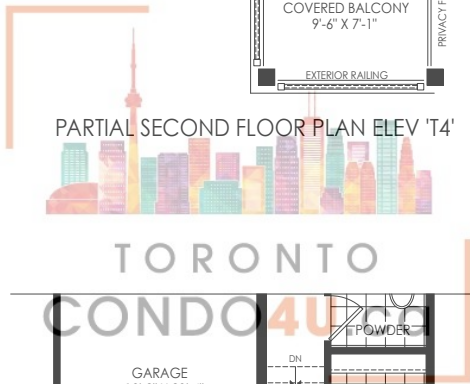 COVERED BALCONY
9'-6" X 7'-1"
EXTERIOR RAILING
PARTIAL SECOND FLOOR PLAN ELEV 'T4'
TORONTO
CONDO4U.ca
POWDER
DN
GARAGE